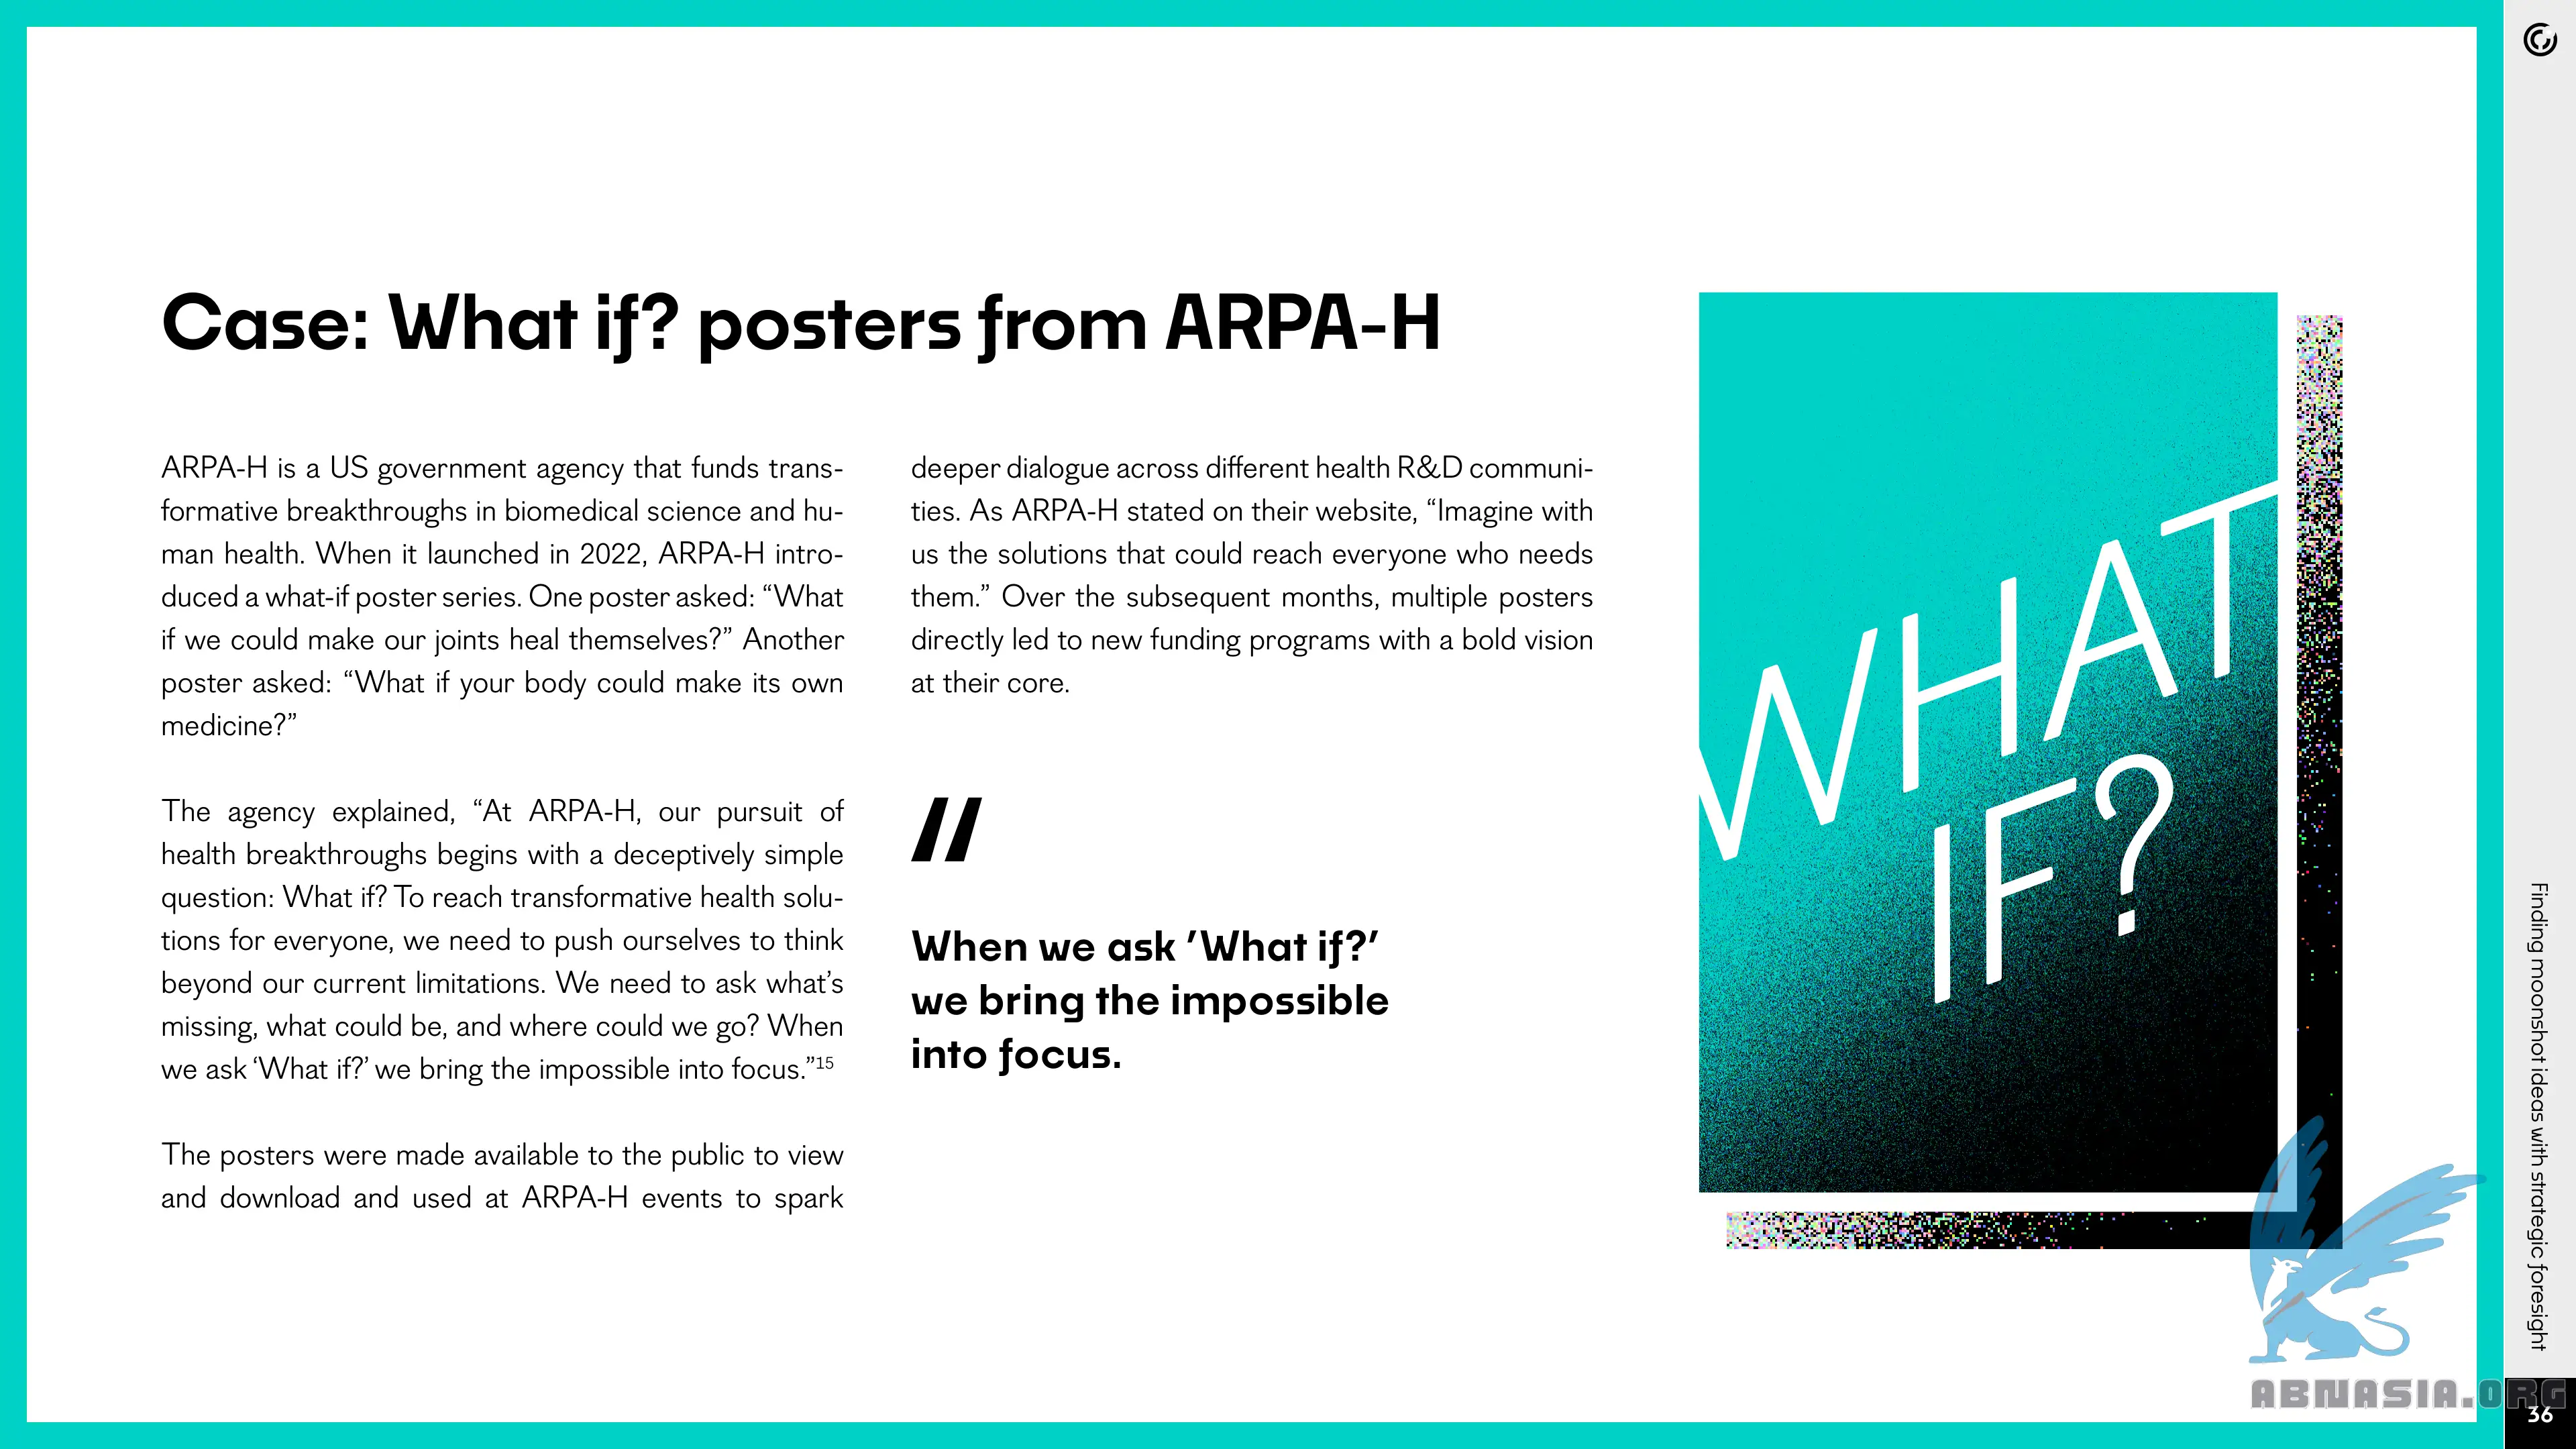 Case: What if? posters from ARPA-H
ARPA-H is a US government agency that funds trans-
formative breakthroughs in biomedical science and hu-
man health. When it launched in 2022, ARPA-H intro-
duced a what-if poster series. One poster asked: “What
if we could make our joints heal themselves?” Another
poster asked: “What if your body could make its own
medicine?”
The agency explained, “At ARPA-H, our pursuit of
health breakthroughs begins with a deceptively simple
question: What if? To reach transformative health solu-
tions for everyone, we need to push ourselves to think
beyond our current limitations. We need to ask what’s
missing, what could be, and where could we go? When
we ask ‘What if?’ we bring the impossible into focus.”15
The posters were made available to the public to view
and download and used at ARPA-H events to spark
deeper dialogue across different health R&D communi-
ties. As ARPA-H stated on their website, “Imagine with
us the solutions that could reach everyone who needs
them.” Over the subsequent months, multiple posters
directly led to new funding programs with a bold vision
at their core.
"
When we ask ’What if?’
we bring the impossible
into focus.
WHAT
IF?
Finding moonshot ideas with strategic foresight
ABNASIA.ORG
36